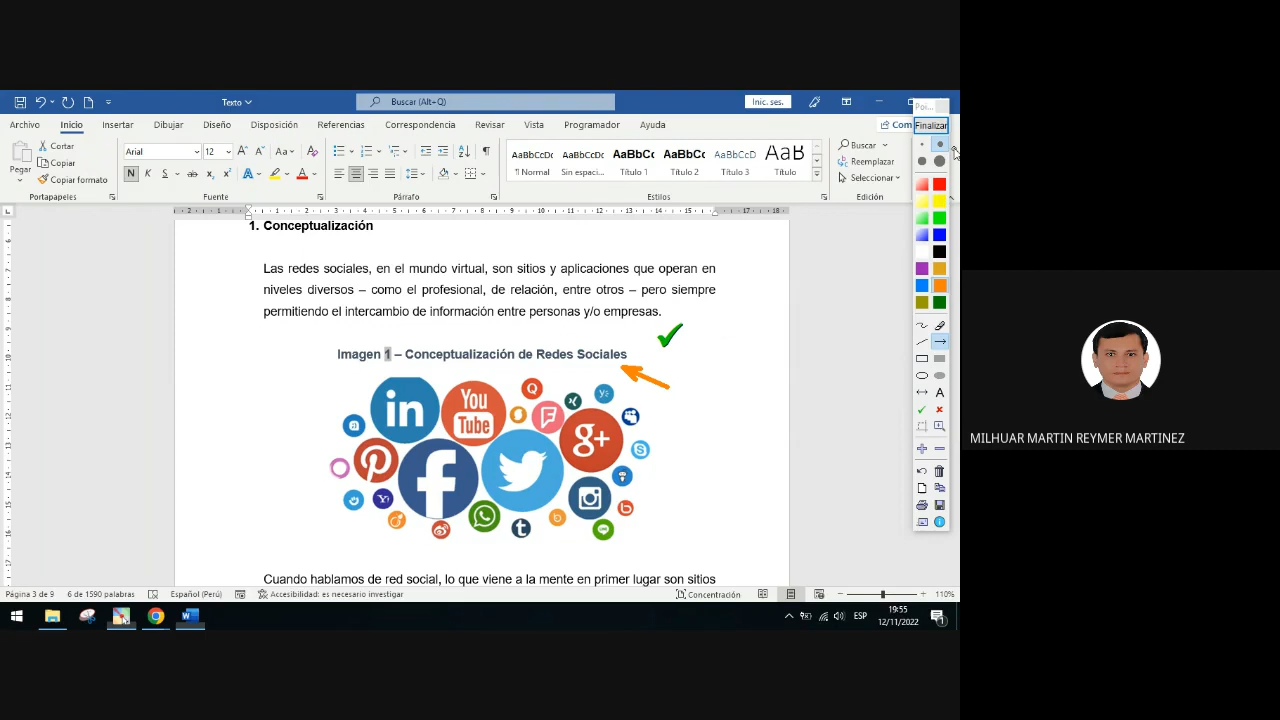 Texto
Buscar (Alt+Q)
Inic. ses.
Archivo Inicio Insertar Dibujar Disposición Referencias Correspondencia Revisar Vista Programador Ayuda
Finalizar
Pegar
Cortar
Copiar
Copiar formato
Portapapeles
Arial 12
N K S
Fuente
Párrafo
AaBbCcDc AaBbCcDc AaBbCc AaBbCc AaBbCcD AaB
¶ Normal Sin espaci... Título 1 Título 2 Título 3 Título
Estilos
Buscar
Reemplazar
Seleccionar
Edición
1. Conceptualización
Las redes sociales, en el mundo virtual, son sitios y aplicaciones que operan en
niveles diversos – como el profesional, de relación, entre otros – pero siempre
permitiendo el intercambio de información entre personas y/o empresas.
Imagen 1 – Conceptualización de Redes Sociales
in
You
Tube
g+
Cuando hablamos de red social, lo que viene a la mente en primer lugar son sitios
Página 3 de 9 6 de 1590 palabras Español (Perú) Accesibilidad: es necesario investigar Concentración 110%
ESP
19:55
12/11/2022
MILHUAR MARTIN REYMER MARTINEZ